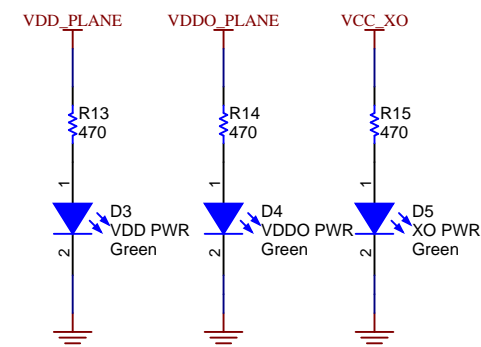 VDD_PLANE
VDDO_PLANE
VCC_XO
R13
470
R14
470
R15
470
1
1
1
D3
VDD PWR
Green
D4
VDDO PWR
Green
D5
XO PWR
Green
2
2
2